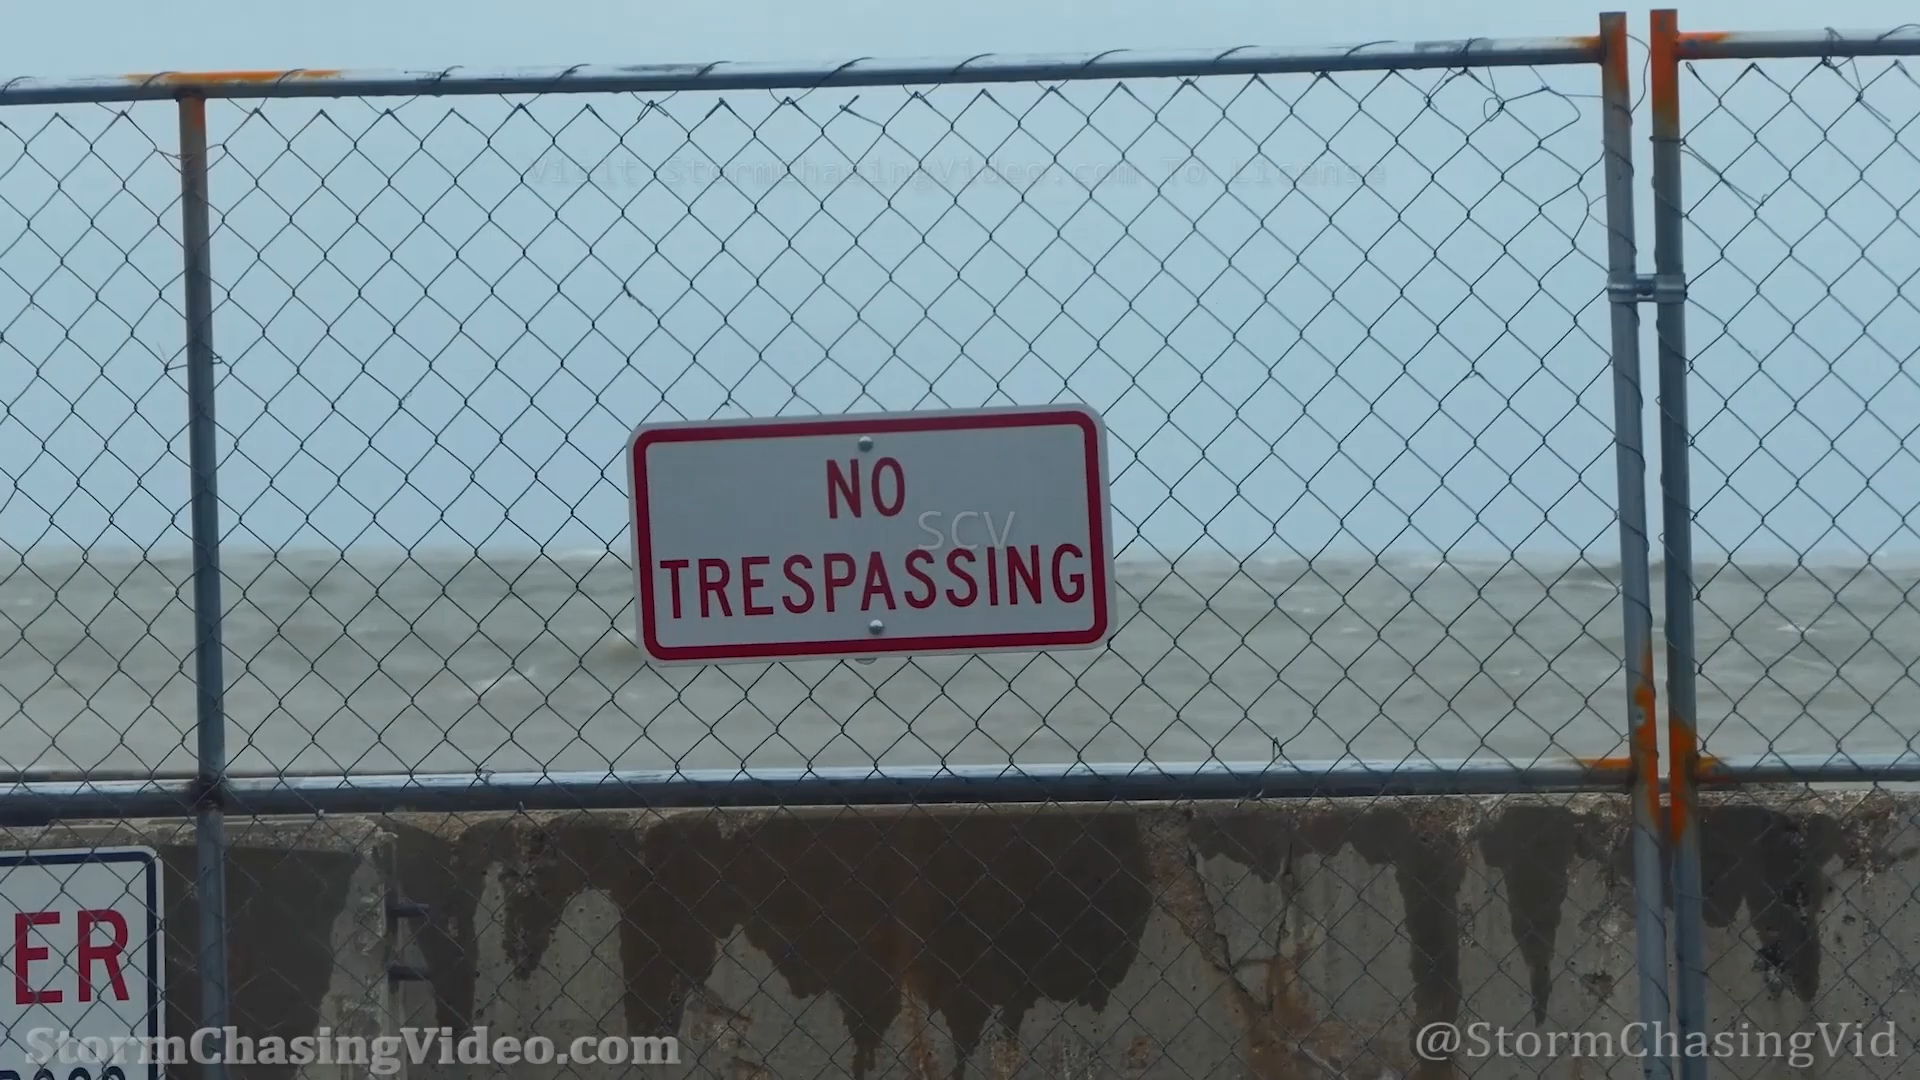 Visit StormChasingVideo.com To License
NO
SCV
TRESPASSING
ER
StormChasingVideo.com
@StormChasingVid